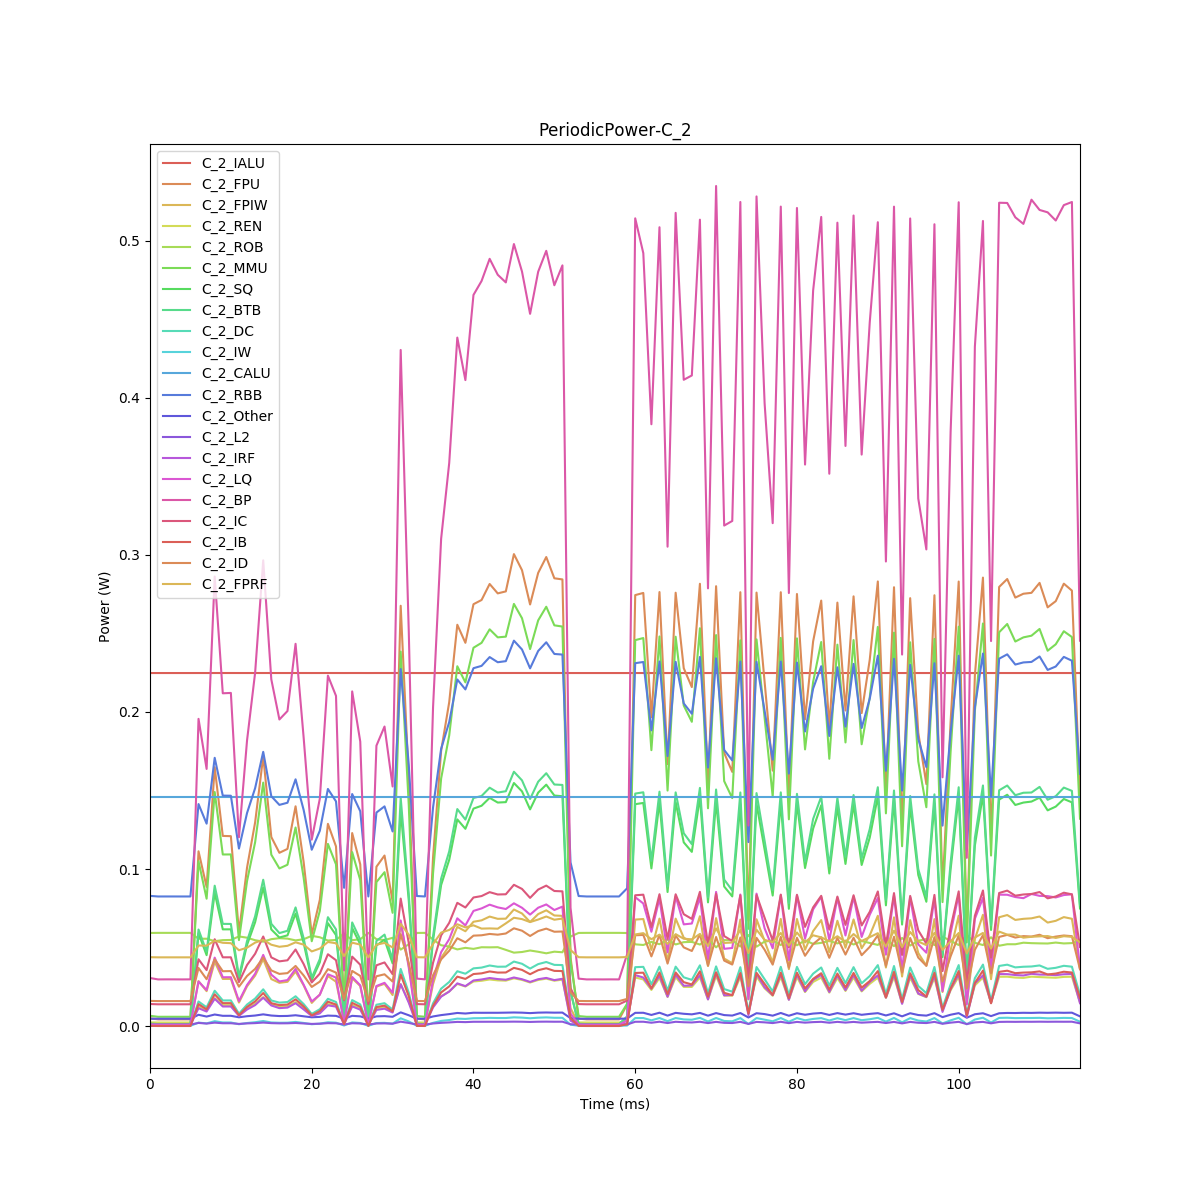 PeriodicPower-C_2
C_2_IALU
C_2_FPU
C_2_FPIW
C_2_REN
C_2_ROB
C_2_MMU
C_2_SQ
C_2_BTB
C_2_DC
C_2_IW
C_2_CALU
C_2_RBB
C_2_Other
C_2_L2
C_2_IRF
C_2_LQ
C_2_BP
C_2_IC
C_2_IB
C_2_ID
C_2_FPRF
0.5
0.4
0.3
0.2
0.1
0.0
Power (W)
0 20 40 60 80 100
Time (ms)